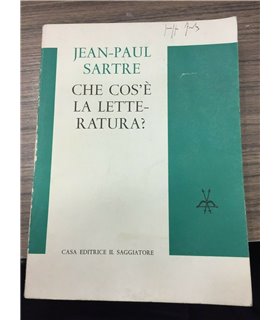 JEAN-PAUL
SARTRE
CHE COS'È
LA LETTE-
RATURA?
CASA EDITRICE IL SAGGIATORE